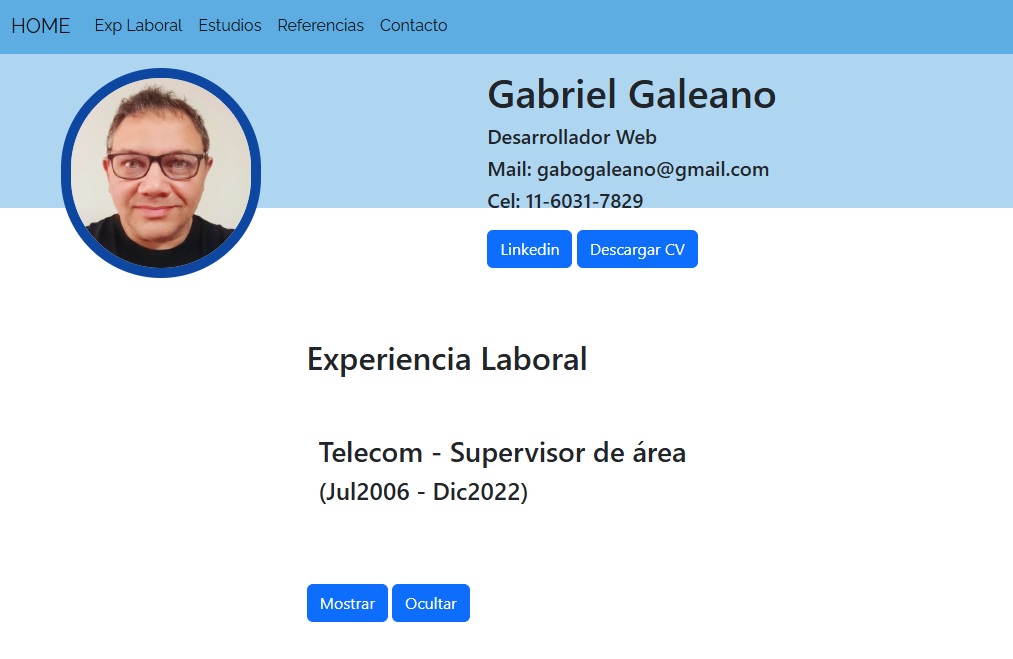 HOME Exp Laboral Estudios Referencias Contacto
Gabriel Galeano
Desarrollador Web
Mail: gabogaleano@gmail.com
Cel: 11-6031-7829
Linkedin Descargar CV
Experiencia Laboral
Telecom - Supervisor de área
(Jul2006 - Dic2022)
Mostrar Ocultar